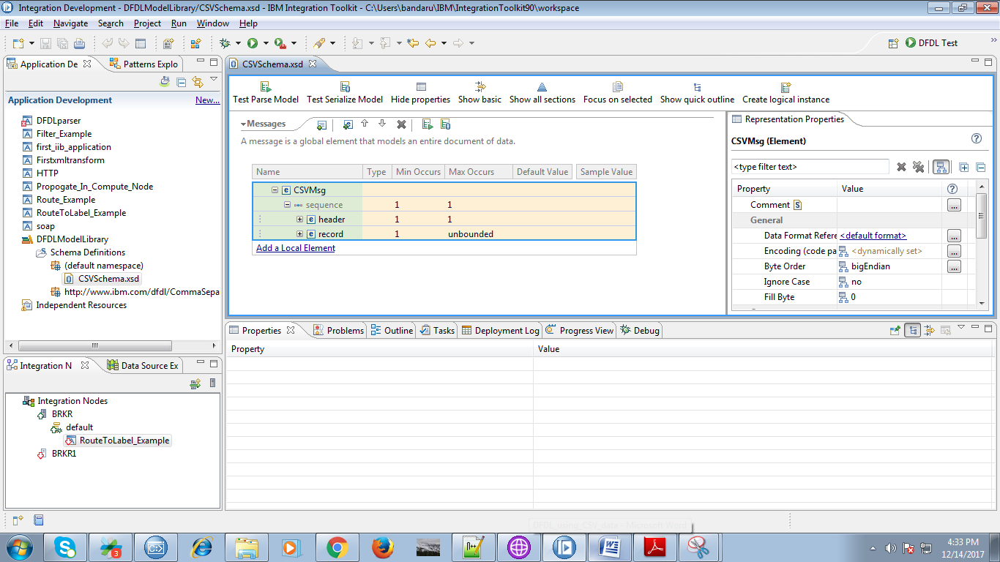 Integration Development - DFDLModelLibrary/CSVSchema.xsd - IBM Integration Toolkit - C:\Users\bandaru\IBM\IntegrationToolkit90\workspace
File Edit Navigate Search Project Run Window Help
DFDL Test
Application De
Patterns Explo
Application Development
New...
DFDLparser
Filter_Example
first_iib_application
Firstxmltransform
HTTP
Propogate_In_Compute_Node
Route_Example
RouteToLabel_Example
soap
DFDLModelLibrary
Schema Definitions
(default namespace)
CSVSchema.xsd
http://www.ibm.com/dfdl/CommaSepa
Independent Resources
CSVSchema.xsd
Test Parse Model Test Serialize Model Hide properties Show basic Show all sections Focus on selected Show quick outline Create logical instance
Messages
A message is a global element that models an entire document of data.
Name Type Min Occurs Max Occurs Default Value Sample Value
e CSVMsg
sequence 1 1
e header 1 1
e record 1 unbounded
Add a Local Element
Representation Properties
CSVMsg (Element)
<type filter text>
Property Value
Comment S ...
General
Data Format Refere <default format> ...
Encoding (code pa <dynamically set> ...
Byte Order bigEndian ...
Ignore Case no
Fill Byte 0
Properties Problems Outline Tasks Deployment Log Progress View Debug
Property Value
Integration N
Data Source Ex
Integration Nodes
BRKR
default
RouteToLabel_Example
BRKR1
DFDL_using_CSV_data - Microsoft Word
4:33 PM
12/14/2017